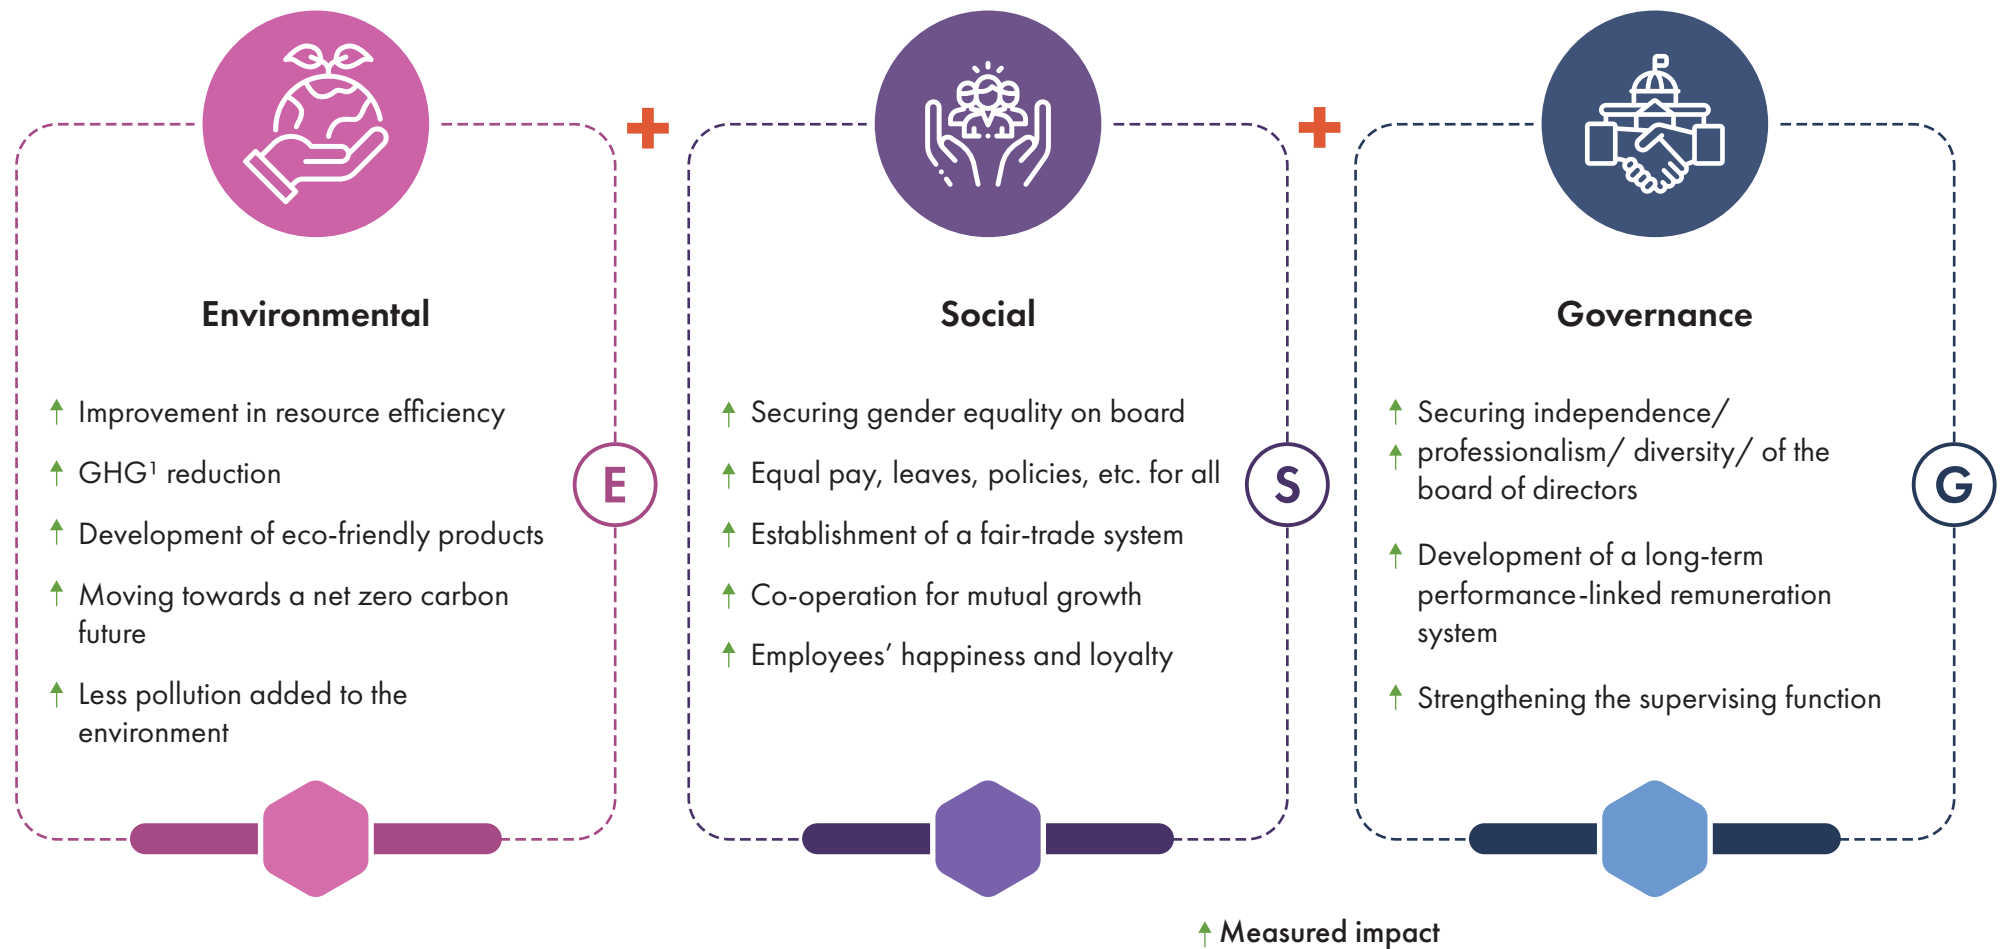 Environmental
Improvement in resource efficiency
GHG¹ reduction
Development of eco-friendly products
Moving towards a net zero carbon
future
Less pollution added to the
environment
E
Social
Securing gender equality on board
Equal pay, leaves, policies, etc. for all
Establishment of a fair-trade system
Co-operation for mutual growth
Employees’ happiness and loyalty
S
Governance
Securing independence/
professionalism/ diversity/ of the
board of directors
Development of a long-term
performance-linked remuneration
system
Strengthening the supervising function
G
Measured impact